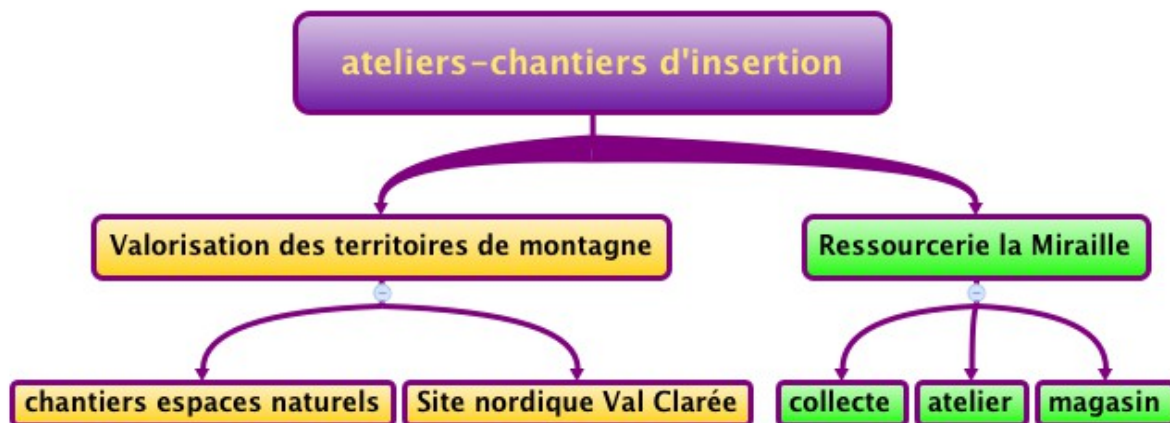 ateliers-chantiers d'insertion
Valorisation des territoires de montagne
Ressourcerie la Miraille
chantiers espaces naturels
Site nordique Val Clarée
collecte
atelier
magasin